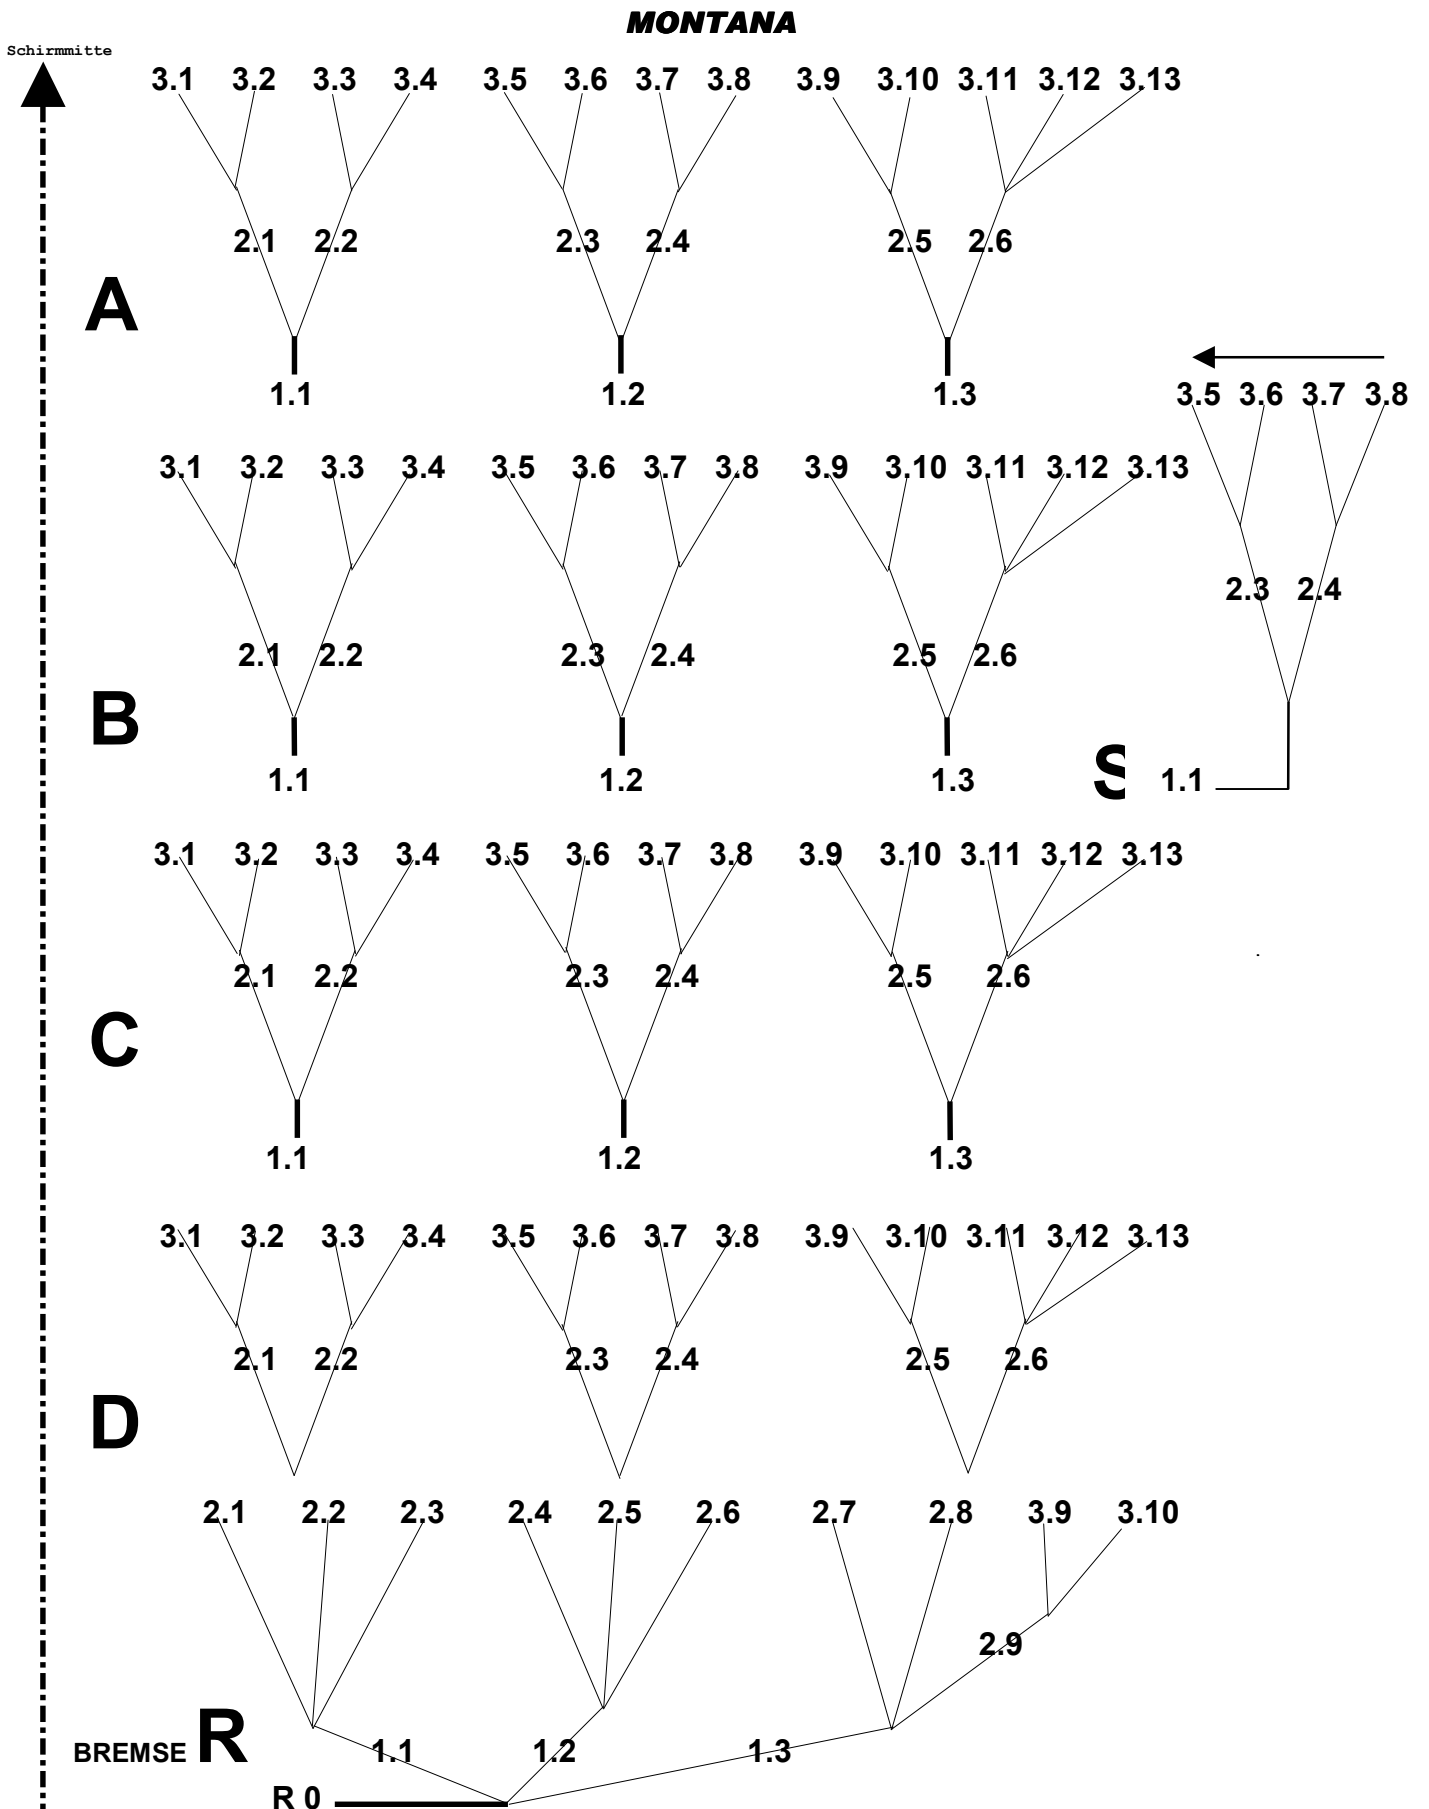 MONTANA
Schirmmitte
3.1 3.2 3.3 3.4 3.5 3.6 3.7 3.8 3.9 3.10 3.11 3.12 3.13
2.1 2.2 2.3 2.4 2.5 2.6
A
1.1 1.2 1.3
3.5 3.6 3.7 3.8
3.1 3.2 3.3 3.4 3.5 3.6 3.7 3.8 3.9 3.10 3.11 3.12 3.13
2.3 2.4
2.1 2.2 2.3 2.4 2.5 2.6
B
1.1 1.2 1.3
S 1.1
3.1 3.2 3.3 3.4 3.5 3.6 3.7 3.8 3.9 3.10 3.11 3.12 3.13
2.1 2.2 2.3 2.4 2.5 2.6
C
1.1 1.2 1.3
3.1 3.2 3.3 3.4 3.5 3.6 3.7 3.8 3.9 3.10 3.11 3.12 3.13
2.1 2.2 2.3 2.4 2.5 2.6
D
2.1 2.2 2.3 2.4 2.5 2.6 2.7 2.8 3.9 3.10
2.9
BREMSE R 1.1 1.2 1.3
R 0